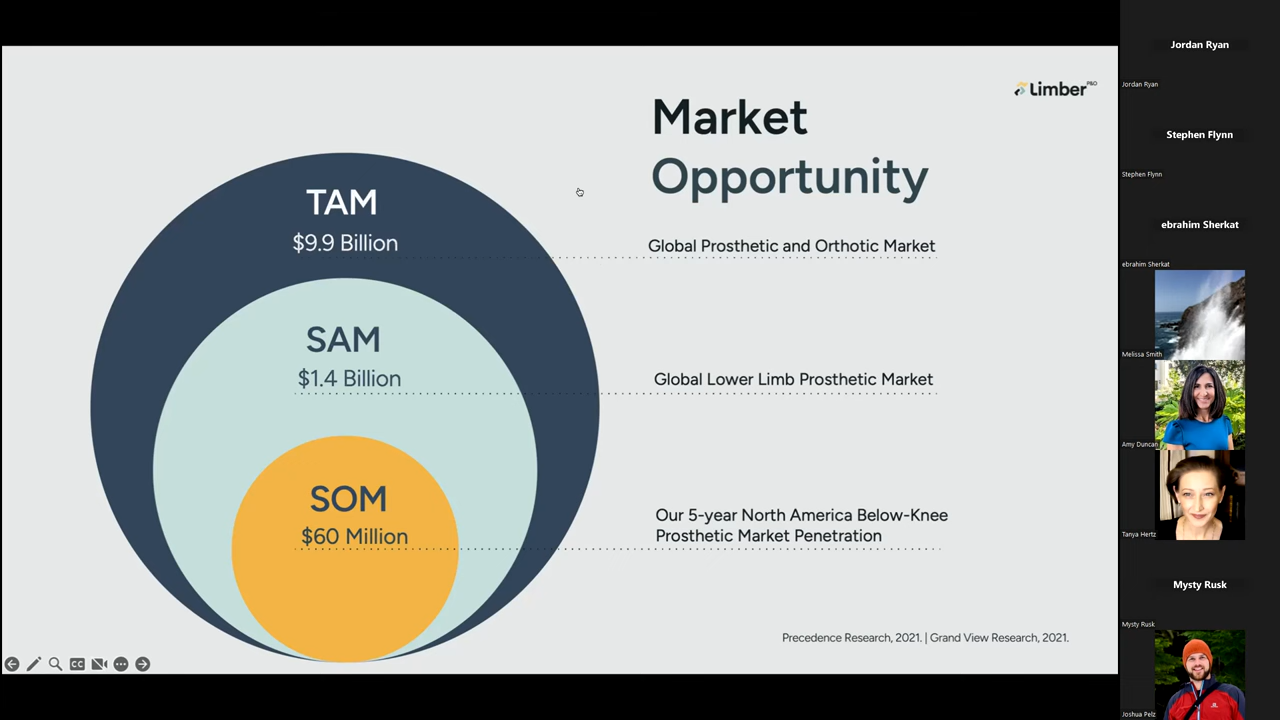 Limber P&O
Market
Opportunity
TAM
$9.9 Billion
Global Prosthetic and Orthotic Market
SAM
$1.4 Billion
Global Lower Limb Prosthetic Market
SOM
$60 Million
Our 5-year North America Below-Knee
Prosthetic Market Penetration
Precedence Research, 2021. | Grand View Research, 2021.
CC
Jordan Ryan
Jordan Ryan
Stephen Flynn
Stephen Flynn
ebrahim Sherkat
ebrahim Sherkat
Melissa Smith
Amy Duncan
Tanya Hertz
Mysty Rusk
Mysty Rusk
Joshua Pelz